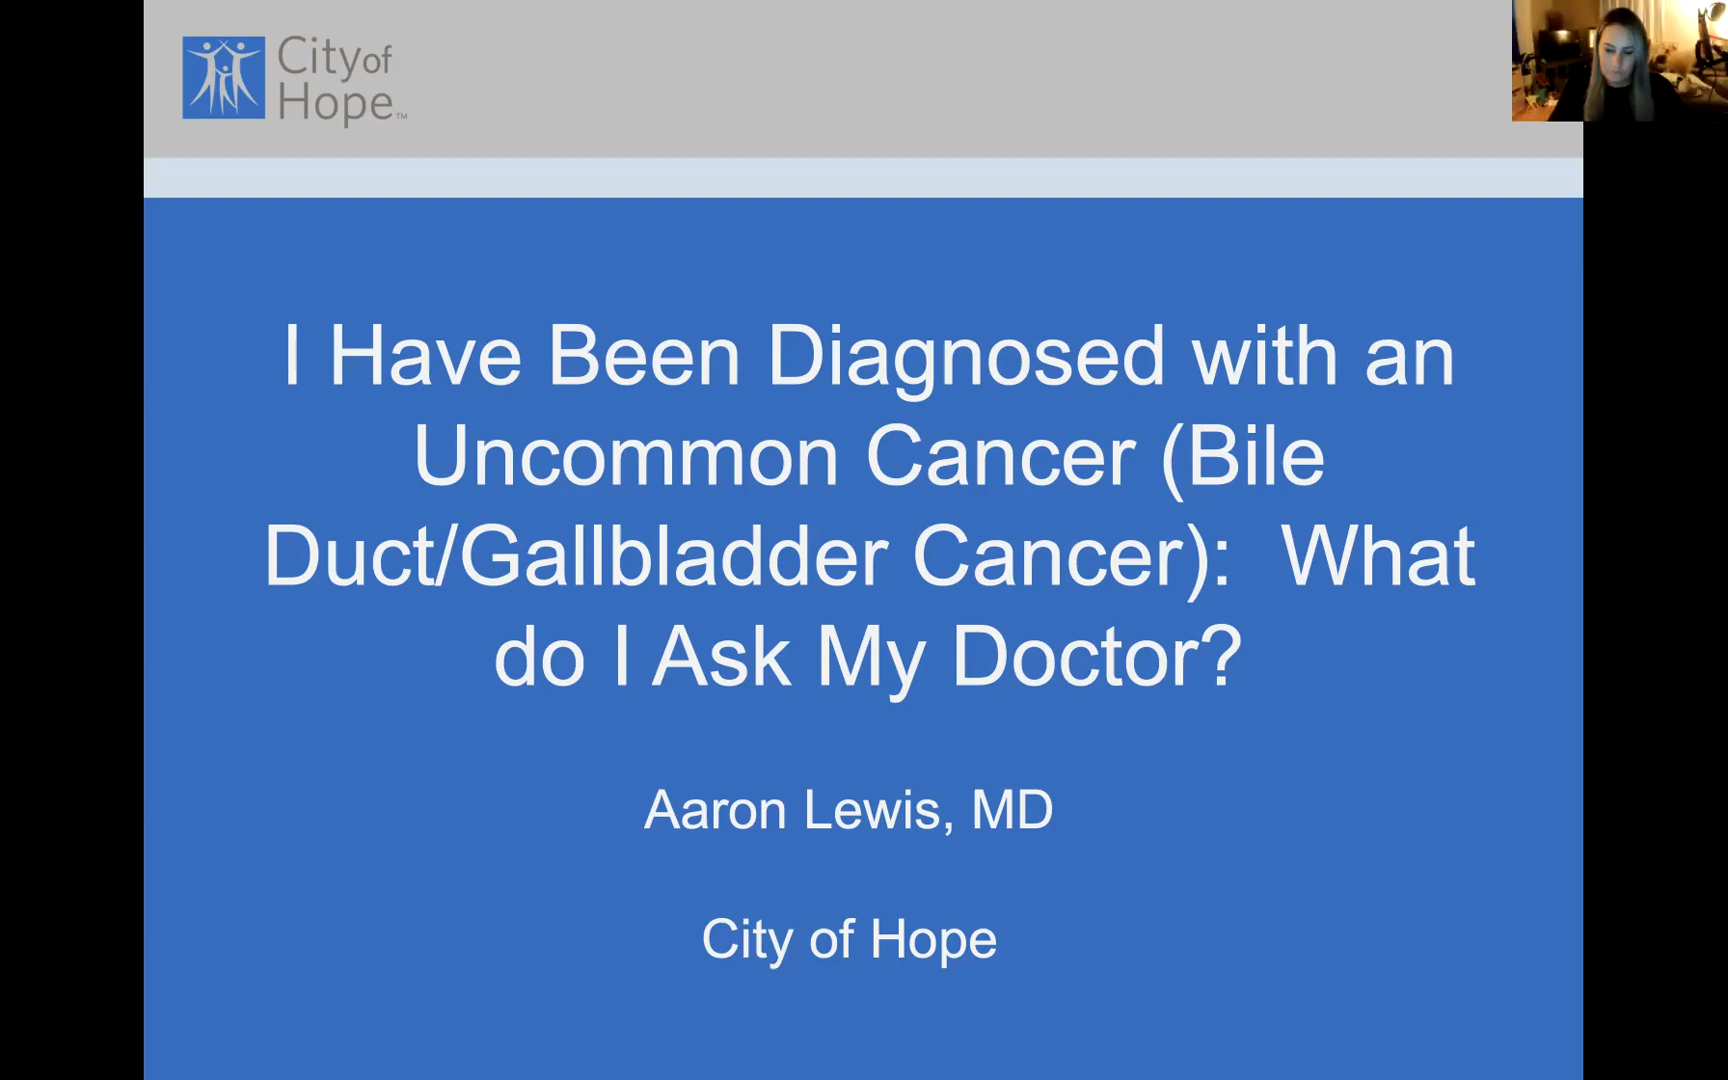 City of
Hope™
I Have Been Diagnosed with an
Uncommon Cancer (Bile
Duct/Gallbladder Cancer):  What
do I Ask My Doctor?
Aaron Lewis, MD
City of Hope